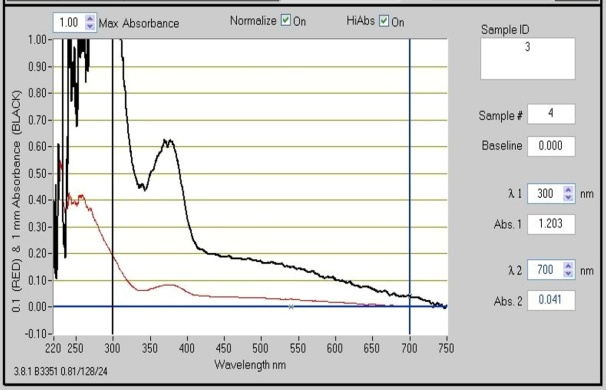 1.00 Max Absorbance Normalize On HiAbs On
Sample ID
3
Sample # 4
Baseline 0.000
λ 1 300 nm
Abs. 1 1.203
λ 2 700 nm
Abs. 2 0.041
0.1 (RED) & 1 mm Absorbance (BLACK)
1.00
0.90
0.80
0.70
0.60
0.50
0.40
0.30
0.20
0.10
0.00
-0.10
220 250 300 350 400 450 500 550 600 650 700 750
Wavelength nm
3.8.1 B3351 0.81/128/24